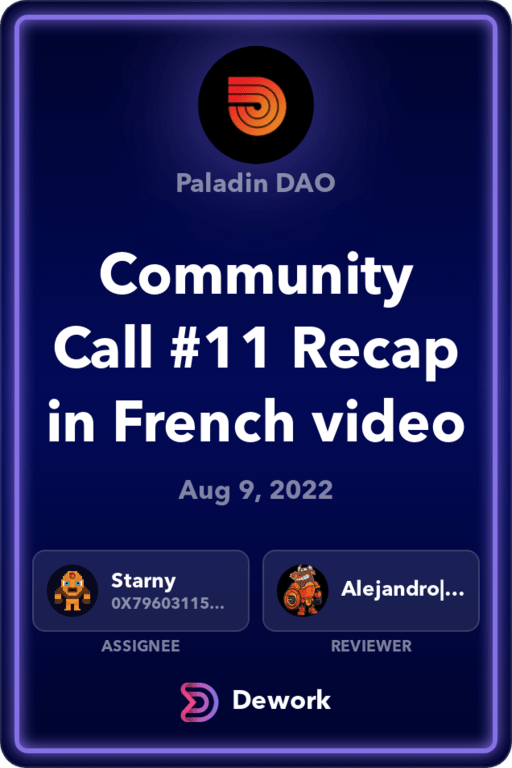 Paladin DAO
Community
Call #11 Recap
in French video
Aug 9, 2022
Starny
0X79603115...
ASSIGNEE
Alejandro|...
REVIEWER
Dework